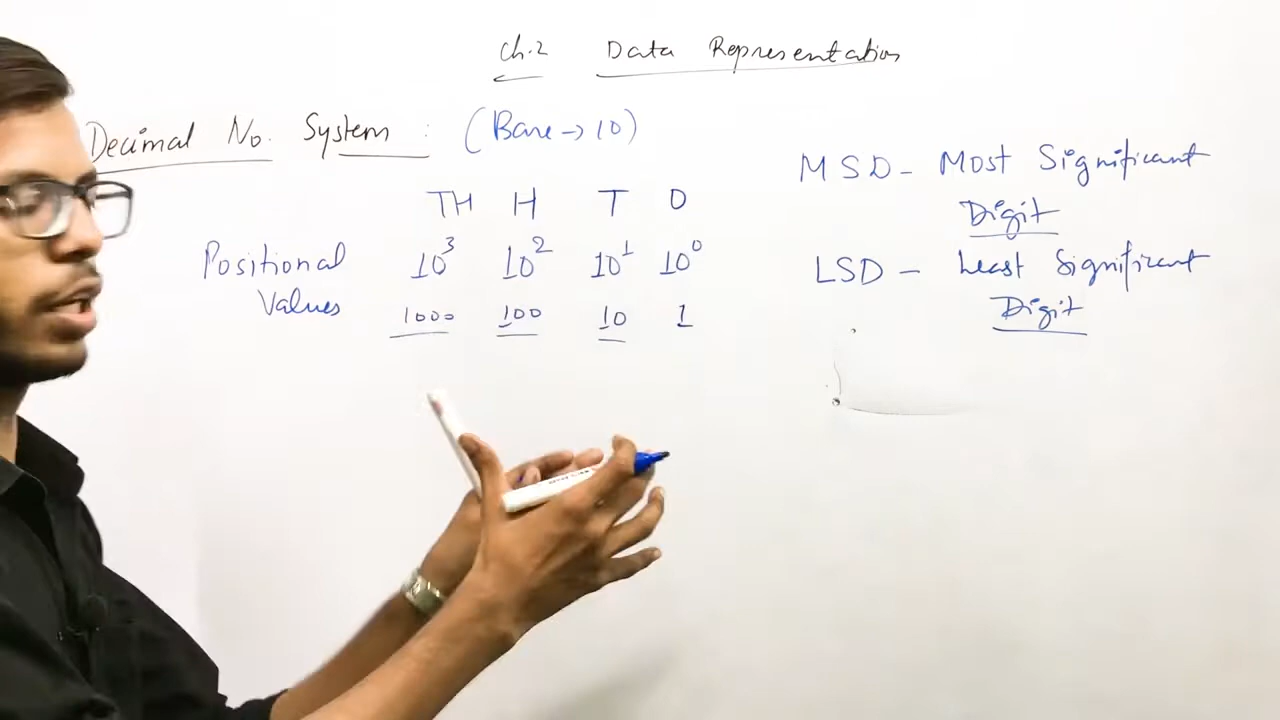 Ch.2 Data Representation
Decimal No. System : (Base → 10)
TH H T O
Positional 10³ 10² 10¹ 10⁰
Values 1000 100 10 1
MSD - Most Significant
Digit
LSD - Least Significant
Digit